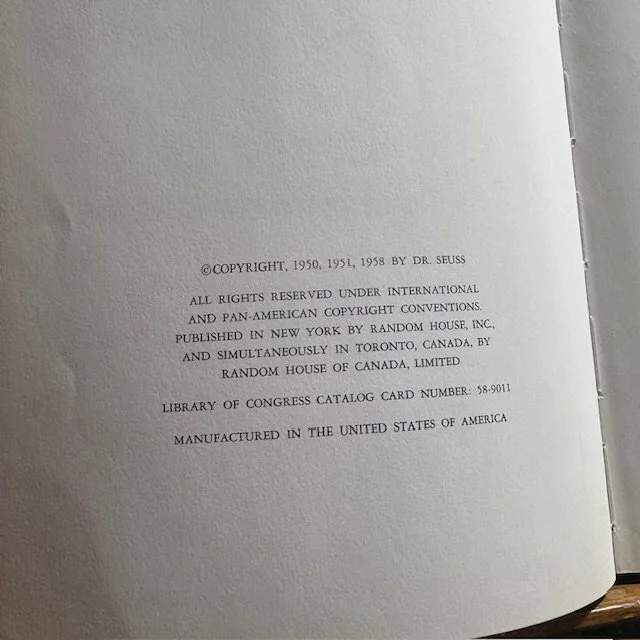 ©COPYRIGHT, 1950, 1951, 1958 BY DR. SEUSS
ALL RIGHTS RESERVED UNDER INTERNATIONAL
AND PAN-AMERICAN COPYRIGHT CONVENTIONS.
PUBLISHED IN NEW YORK BY RANDOM HOUSE, INC.,
AND SIMULTANEOUSLY IN TORONTO, CANADA, BY
RANDOM HOUSE OF CANADA, LIMITED
LIBRARY OF CONGRESS CATALOG CARD NUMBER: 58-9011
MANUFACTURED IN THE UNITED STATES OF AMERICA